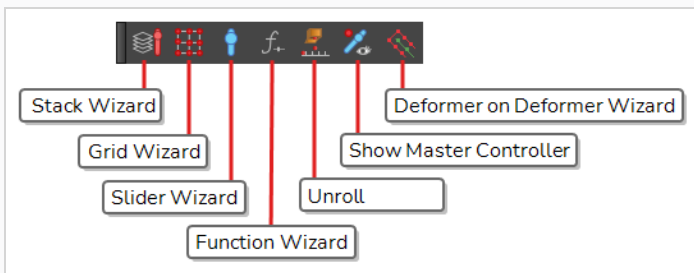 Stack Wizard
Deformer on Deformer Wizard
Grid Wizard
Show Master Controller
Slider Wizard
Unroll
Function Wizard